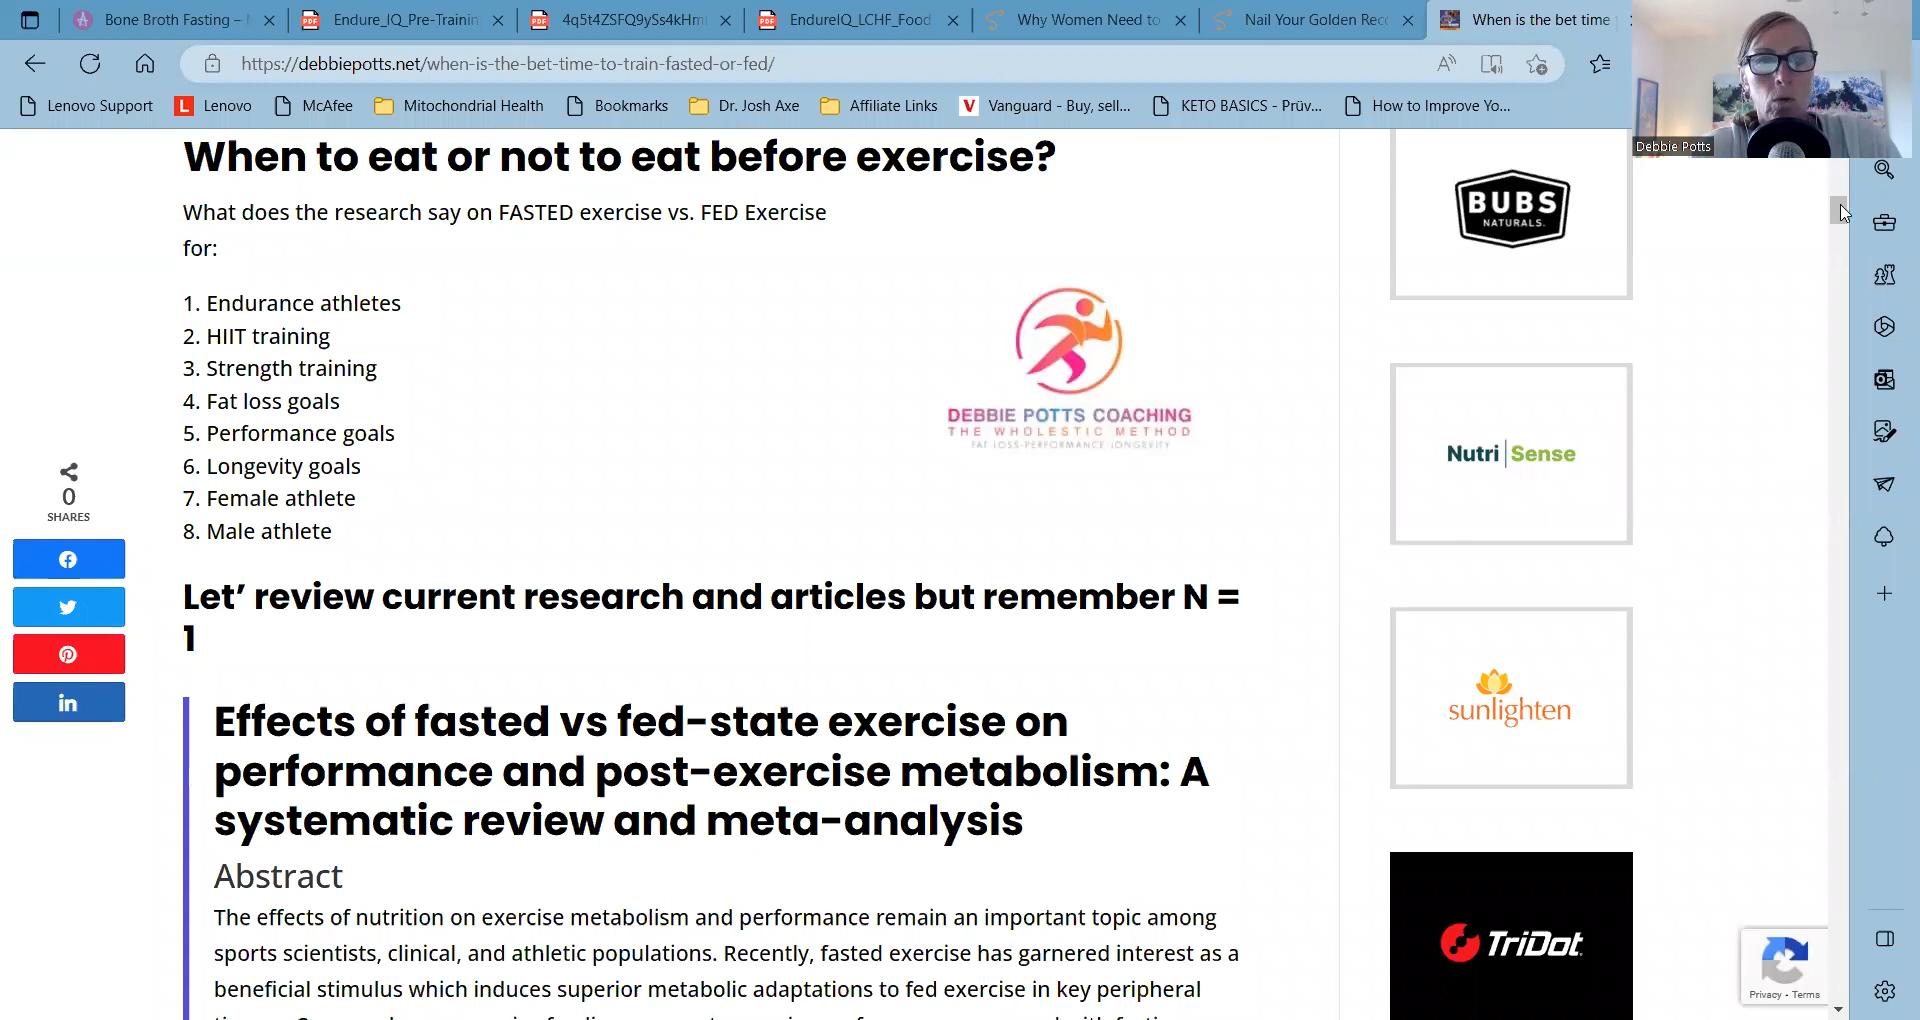 Bone Broth Fasting –
Endure_IQ_Pre-Trainin
4q5t4ZSFQ9ySs4kHm
EndureIQ_LCHF_Food
Why Women Need to
Nail Your Golden Rec
When is the bet time
https://debbiepotts.net/when-is-the-bet-time-to-train-fasted-or-fed/
Lenovo Support
Lenovo
McAfee
Mitochondrial Health
Bookmarks
Dr. Josh Axe
Affiliate Links
Vanguard - Buy, sell...
KETO BASICS - Prüv...
How to Improve Yo...
Debbie Potts
When to eat or not to eat before exercise?
What does the research say on FASTED exercise vs. FED Exercise
for:
1. Endurance athletes
2. HIIT training
3. Strength training
4. Fat loss goals
5. Performance goals
6. Longevity goals
7. Female athlete
8. Male athlete
DEBBIE POTTS COACHING
THE WHOLESTIC METHOD
FAT LOSS-PERFORMANCE-LONGEVITY
0
SHARES
Let’ review current research and articles but remember N =
1
Effects of fasted vs fed-state exercise on
performance and post-exercise metabolism: A
systematic review and meta-analysis
Abstract
The effects of nutrition on exercise metabolism and performance remain an important topic among
sports scientists, clinical, and athletic populations. Recently, fasted exercise has garnered interest as a
beneficial stimulus which induces superior metabolic adaptations to fed exercise in key peripheral
BUBS
NATURALS.
Nutri|Sense
sunlighten
TriDot
Privacy - Terms